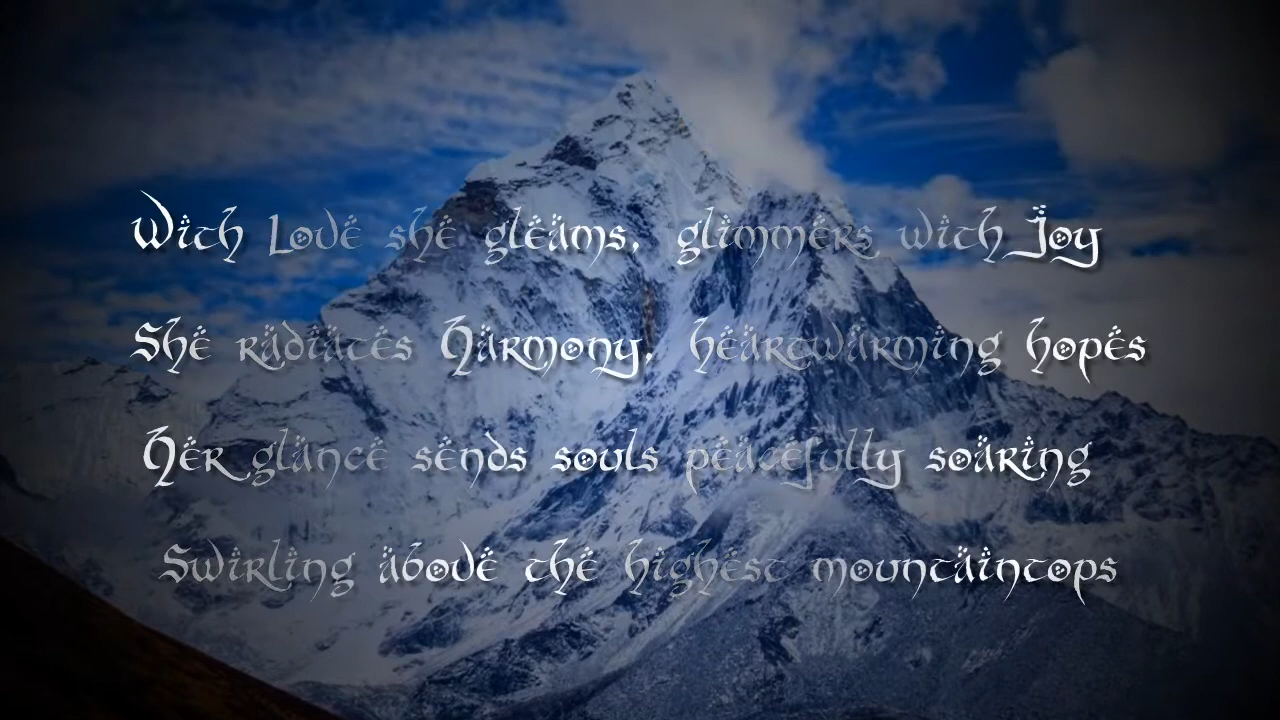 With Love she gleams, glimmers with Joy
She radiates Harmony, heartwarming hopes
Her glance sends souls peacefully soaring
Swirling above the highest mountaintops